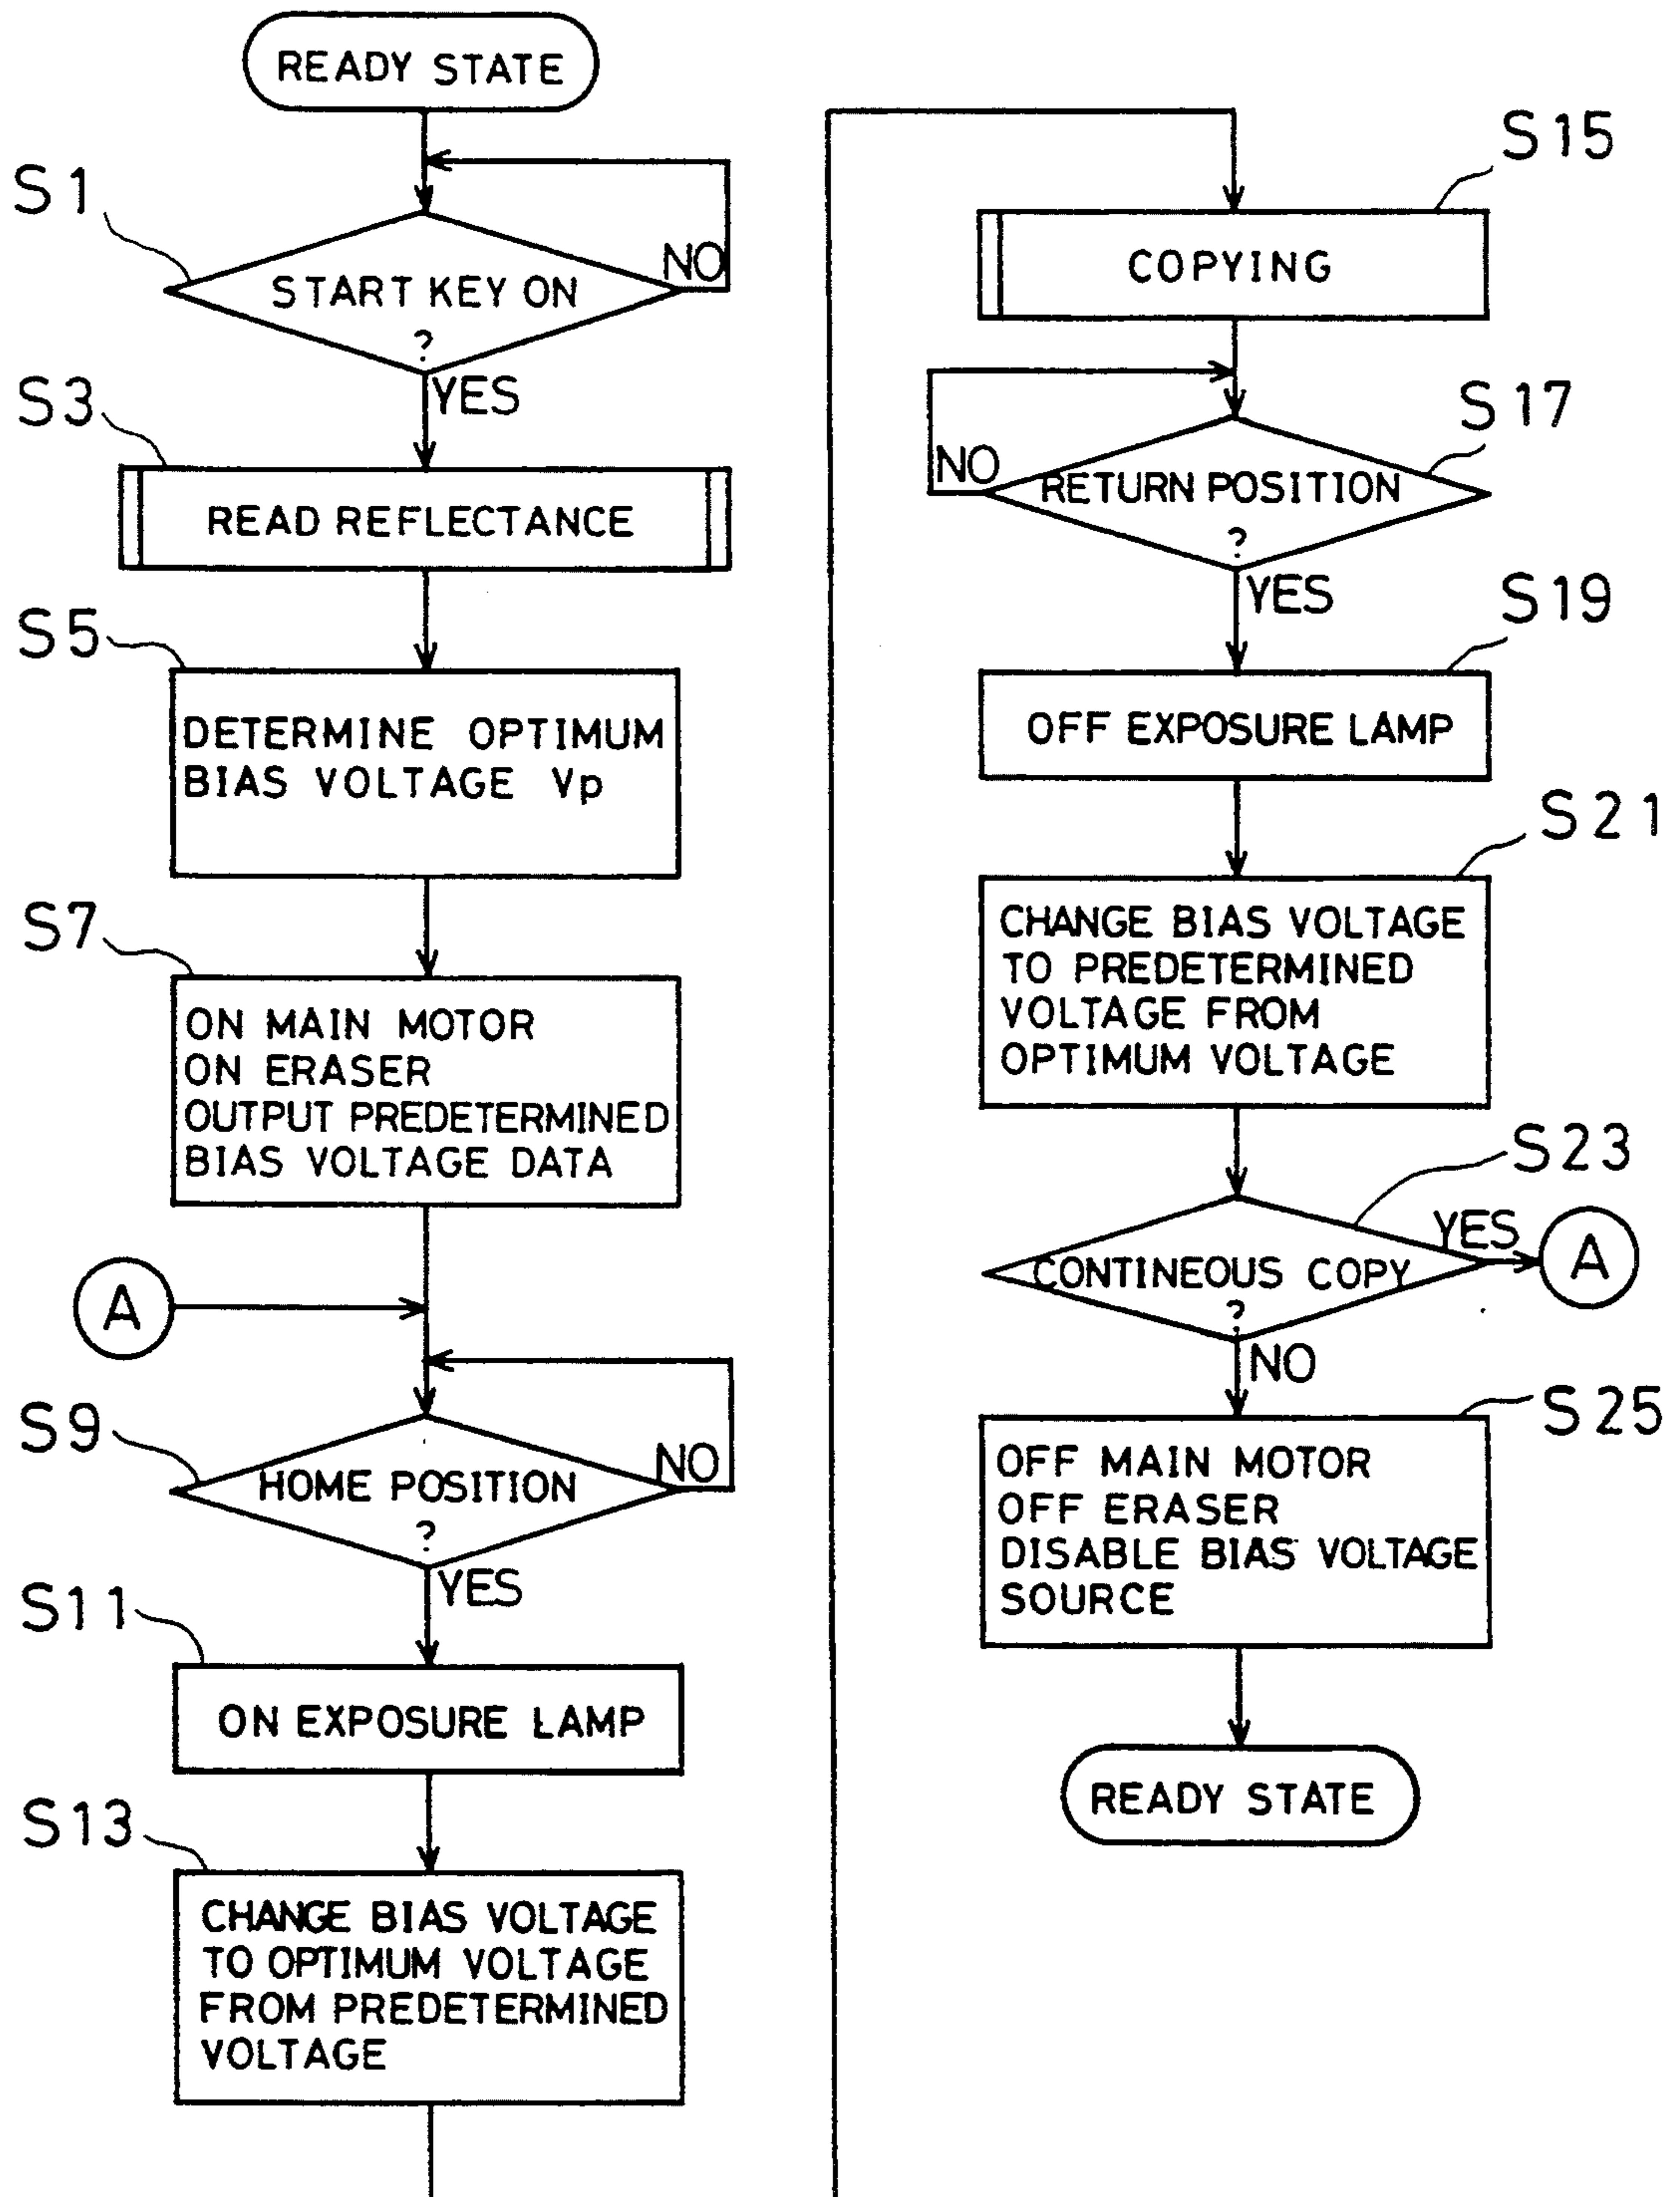 READY STATE
S1
START KEY ON
?
NO
YES
S3
READ REFLECTANCE
S5
DETERMINE OPTIMUM
BIAS VOLTAGE Vp
S7
ON MAIN MOTOR
ON ERASER
OUTPUT PREDETERMINED
BIAS VOLTAGE DATA
A
S9
HOME POSITION
?
NO
YES
S11
ON EXPOSURE LAMP
S13
CHANGE BIAS VOLTAGE
TO OPTIMUM VOLTAGE
FROM PREDETERMINED
VOLTAGE
S15
COPYING
S17
NO
RETURN POSITION
?
YES
S19
OFF EXPOSURE LAMP
S21
CHANGE BIAS VOLTAGE
TO PREDETERMINED
VOLTAGE FROM
OPTIMUM VOLTAGE
S23
YES
A
CONTINEOUS COPY
?
NO
S25
OFF MAIN MOTOR
OFF ERASER
DISABLE BIAS VOLTAGE
SOURCE
READY STATE